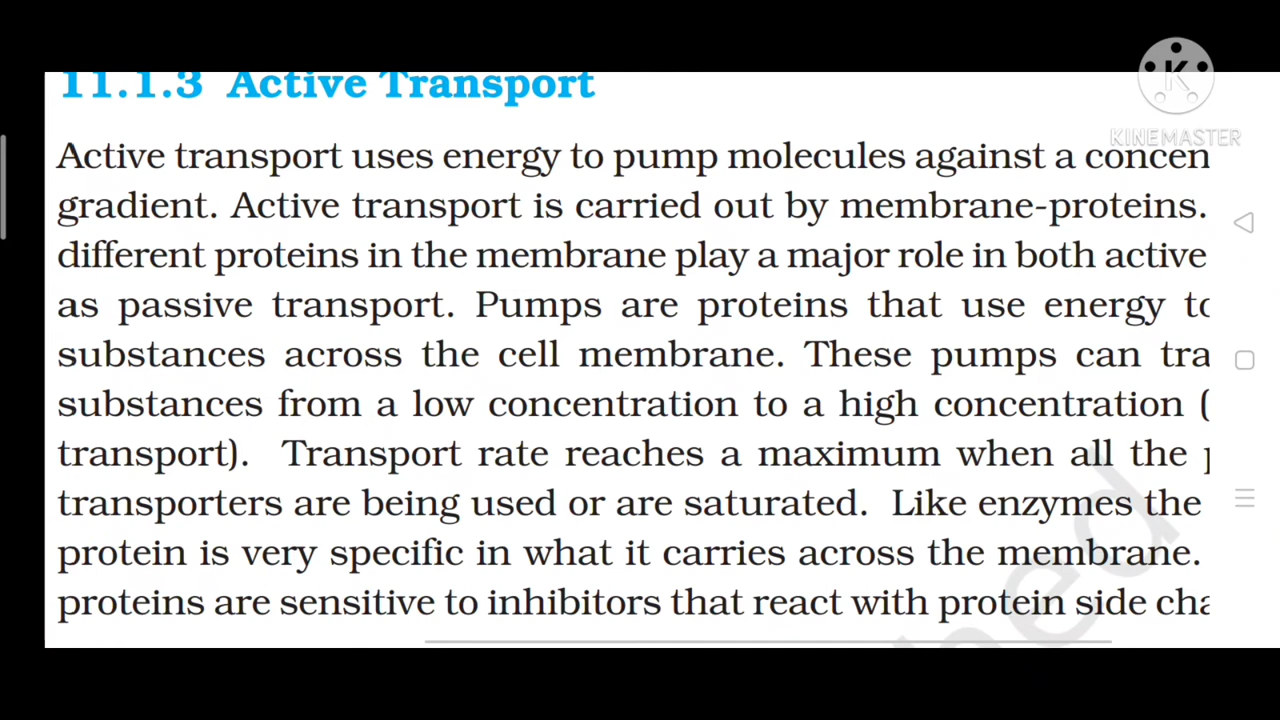 11.1.3 Active Transport
K
KINEMASTER
Active transport uses energy to pump molecules against a concen
gradient. Active transport is carried out by membrane-proteins.
different proteins in the membrane play a major role in both active
as passive transport. Pumps are proteins that use energy to
substances across the cell membrane. These pumps can tra
substances from a low concentration to a high concentration (
transport). Transport rate reaches a maximum when all the
transporters are being used or are saturated. Like enzymes the
protein is very specific in what it carries across the membrane.
proteins are sensitive to inhibitors that react with protein side cha